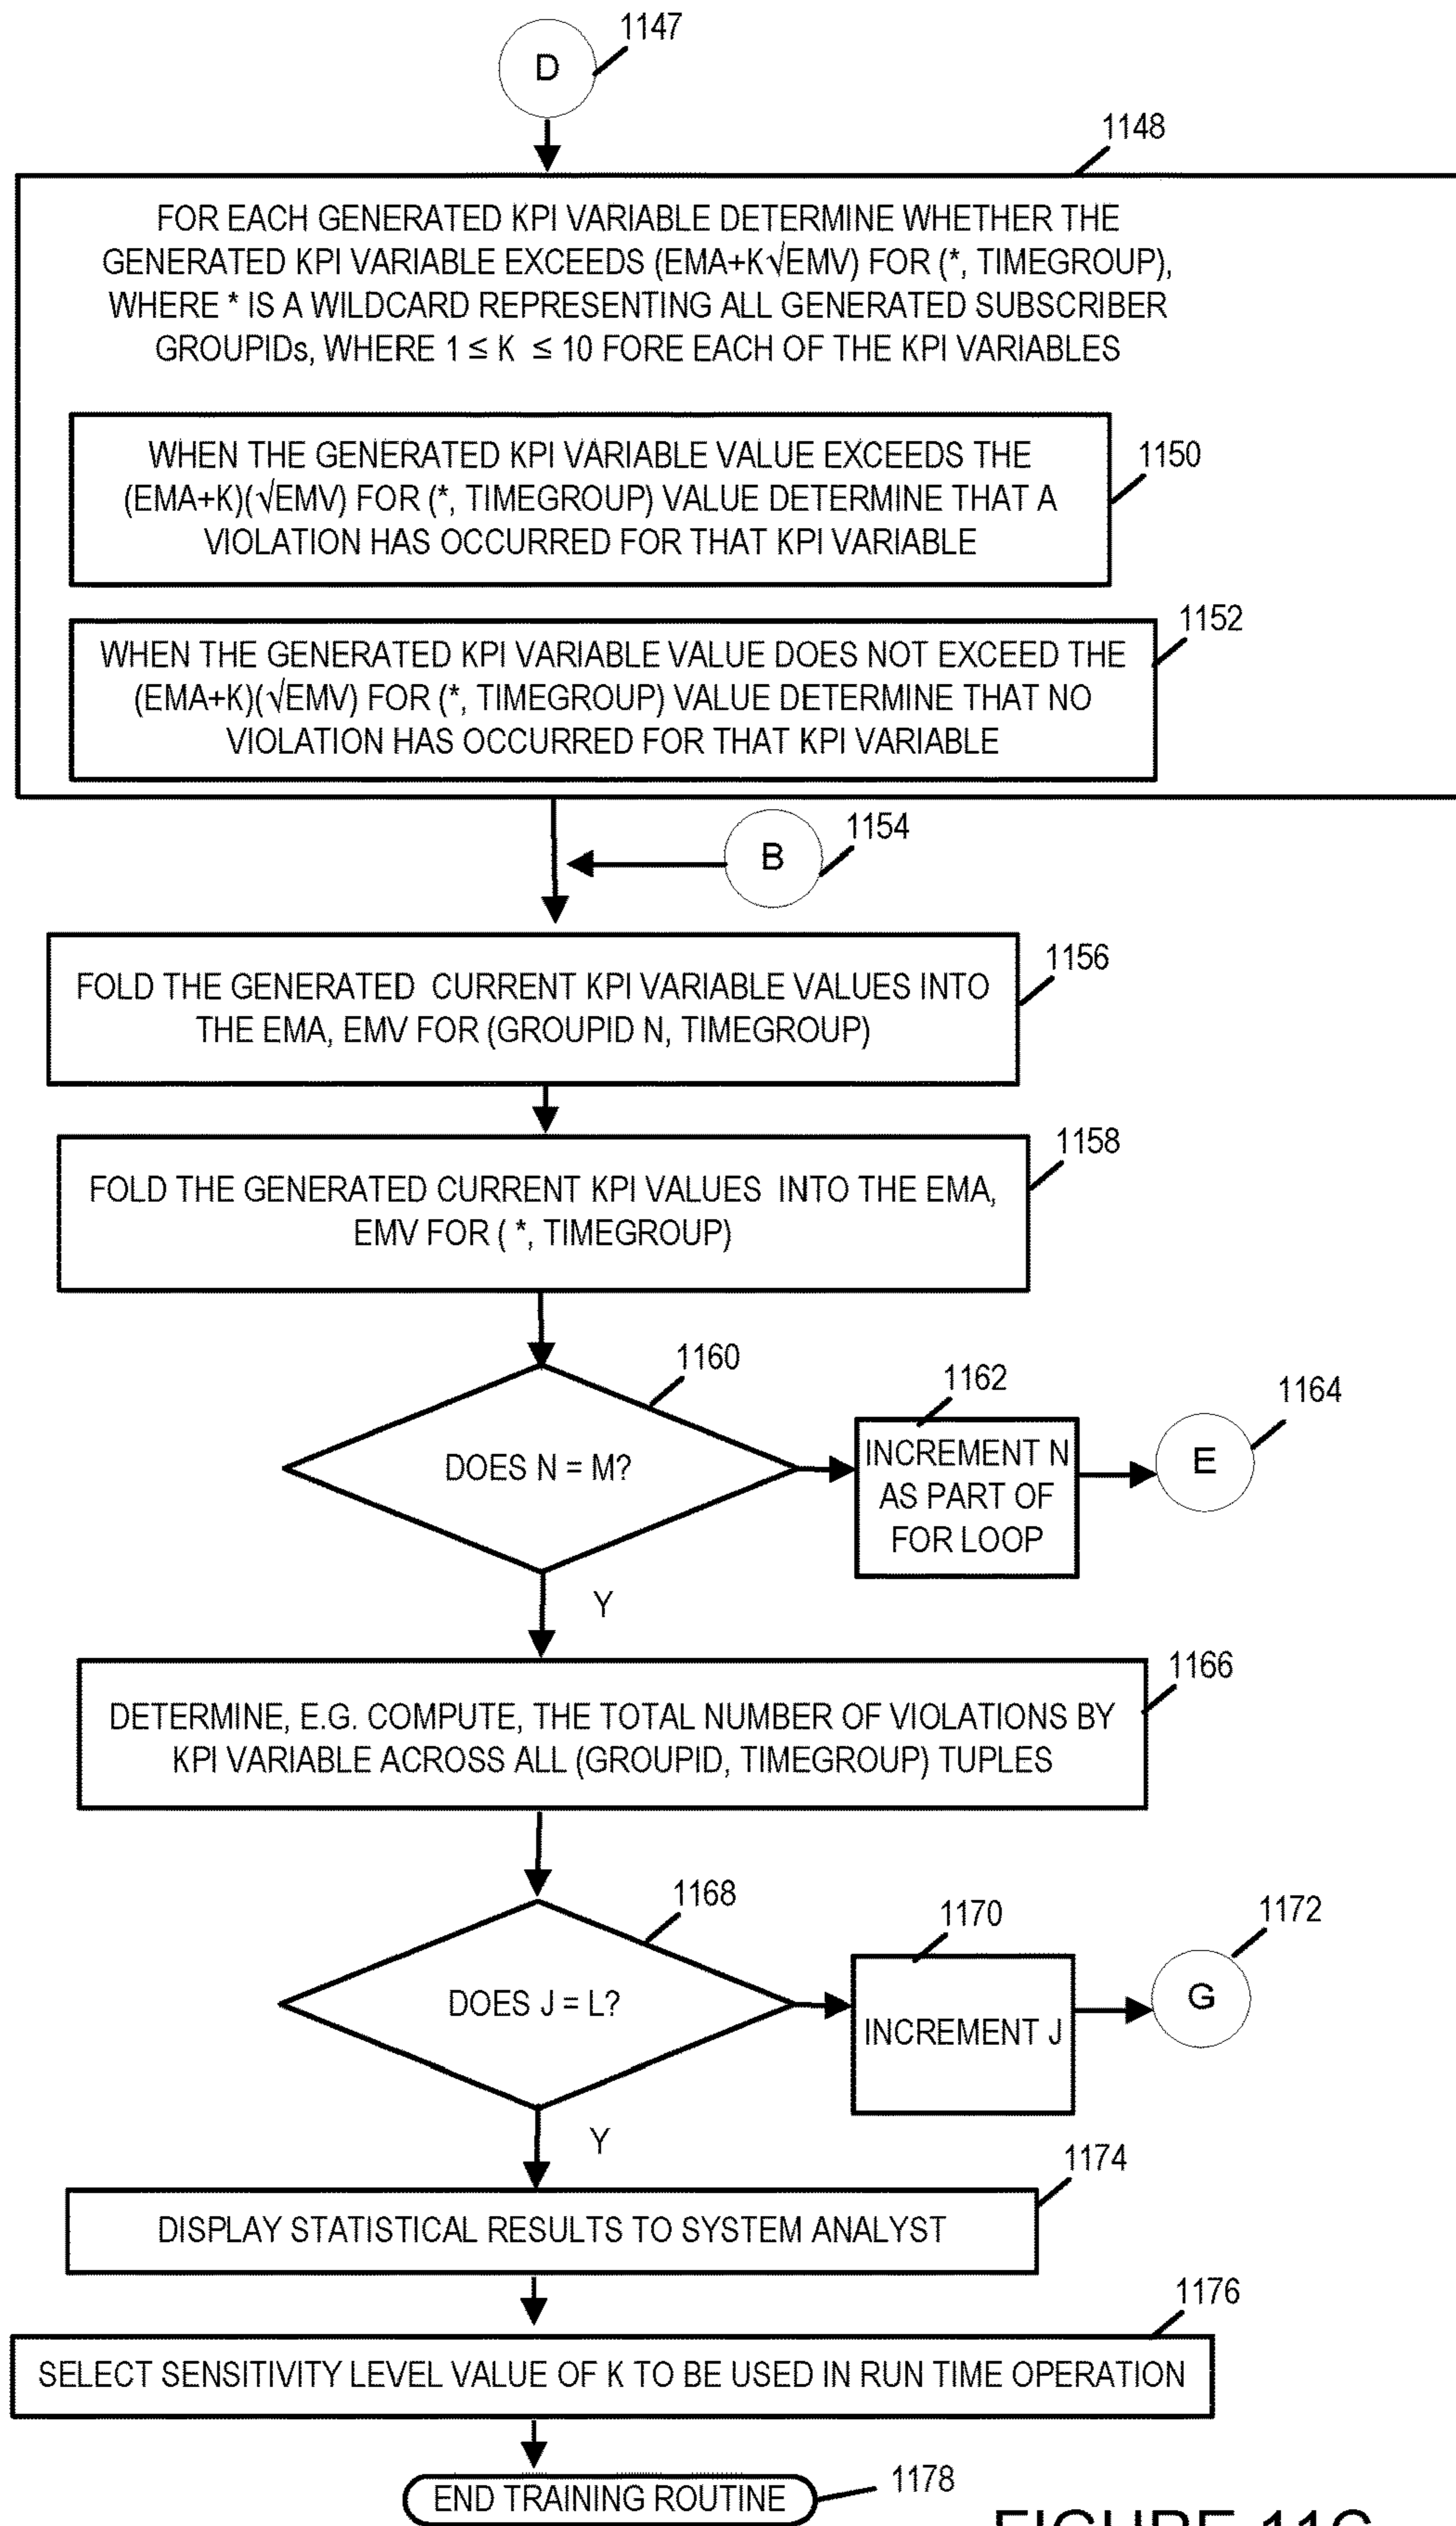 D
1147
1148
FOR EACH GENERATED KPI VARIABLE DETERMINE WHETHER THE
GENERATED KPI VARIABLE EXCEEDS (EMA+K√EMV) FOR (*, TIMEGROUP),
WHERE * IS A WILDCARD REPRESENTING ALL GENERATED SUBSCRIBER
GROUPIDs, WHERE 1 ≤ K ≤ 10 FORE EACH OF THE KPI VARIABLES
WHEN THE GENERATED KPI VARIABLE VALUE EXCEEDS THE
(EMA+K)(√EMV) FOR (*, TIMEGROUP) VALUE DETERMINE THAT A
VIOLATION HAS OCCURRED FOR THAT KPI VARIABLE
1150
WHEN THE GENERATED KPI VARIABLE VALUE DOES NOT EXCEED THE
(EMA+K)(√EMV) FOR (*, TIMEGROUP) VALUE DETERMINE THAT NO
VIOLATION HAS OCCURRED FOR THAT KPI VARIABLE
1152
B
1154
FOLD THE GENERATED CURRENT KPI VARIABLE VALUES INTO
THE EMA, EMV FOR (GROUPID N, TIMEGROUP)
1156
FOLD THE GENERATED CURRENT KPI VALUES INTO THE EMA,
EMV FOR ( *, TIMEGROUP)
1158
DOES N = M?
1160
1162
INCREMENT N
AS PART OF
FOR LOOP
E
1164
Y
DETERMINE, E.G. COMPUTE, THE TOTAL NUMBER OF VIOLATIONS BY
KPI VARIABLE ACROSS ALL (GROUPID, TIMEGROUP) TUPLES
1166
DOES J = L?
1168
1170
INCREMENT J
G
1172
Y
DISPLAY STATISTICAL RESULTS TO SYSTEM ANALYST
1174
SELECT SENSITIVITY LEVEL VALUE OF K TO BE USED IN RUN TIME OPERATION
1176
END TRAINING ROUTINE
1178